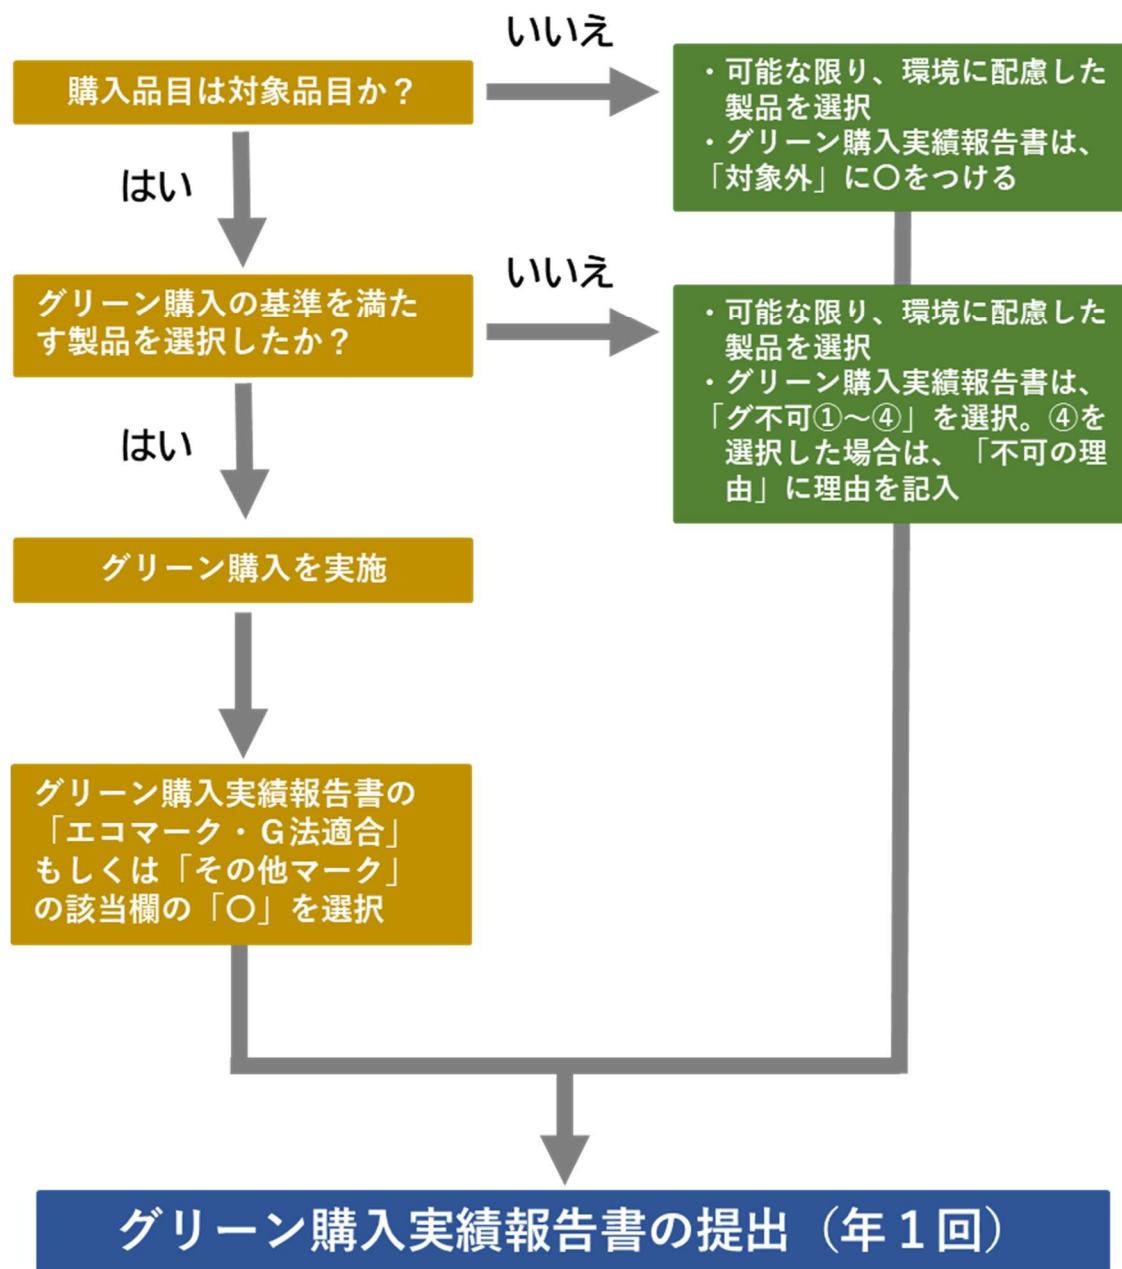 いいえ
購入品目は対象品目か？
・可能な限り、環境に配慮した
製品を選択
・グリーン購入実績報告書は、
「対象外」に〇をつける
はい
いいえ
グリーン購入の基準を満た
す製品を選択したか？
・可能な限り、環境に配慮した
製品を選択
・グリーン購入実績報告書は、
「グ不可①～④」を選択。④を
選択した場合は、「不可の理
由」に理由を記入
はい
グリーン購入を実施
グリーン購入実績報告書の
「エコマーク・Ｇ法適合」
もしくは「その他マーク」
の該当欄の「〇」を選択
グリーン購入実績報告書の提出（年１回）